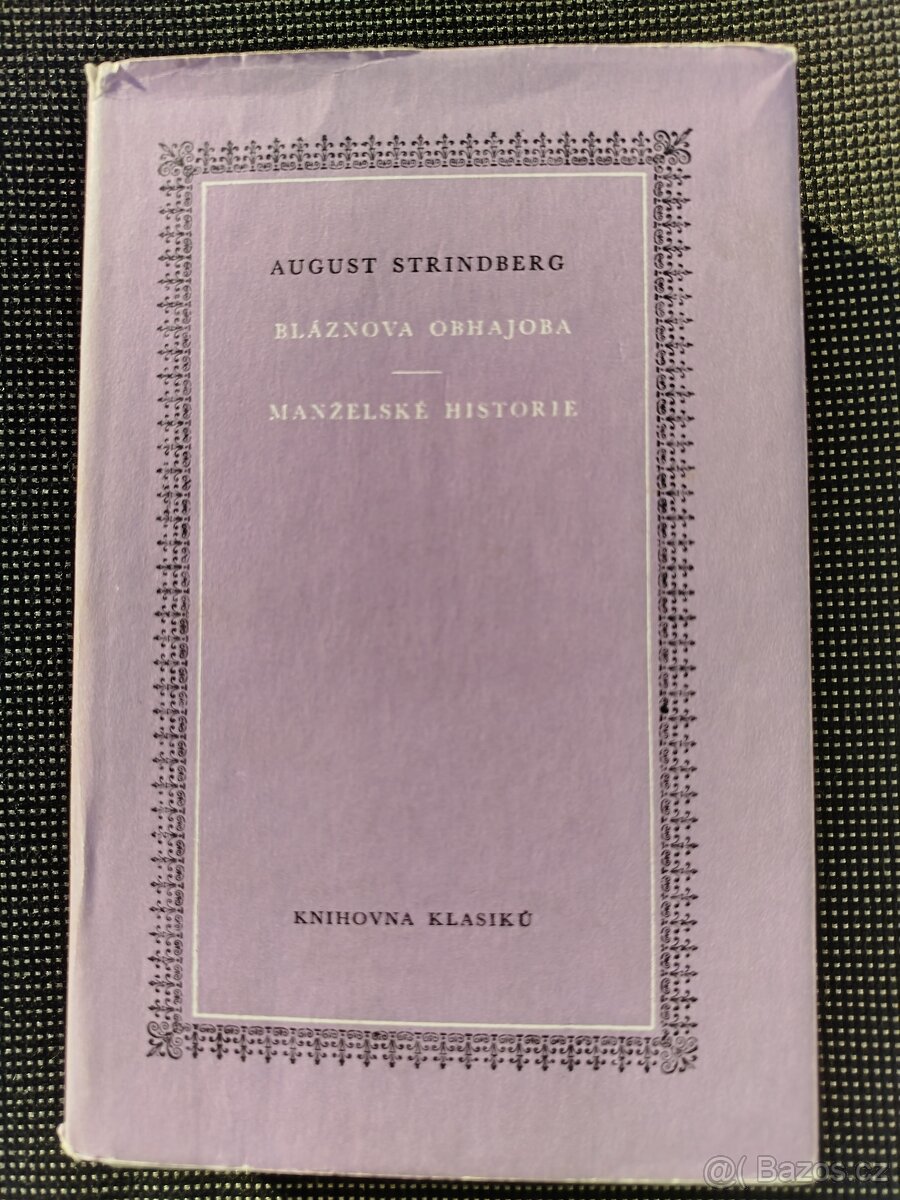 AUGUST STRINDBERG
BLÁZNOVA OBHAJOBA
MANŽELSKÉ HISTORIE
KNIHOVNA KLASIKŮ
@( Bazos.cz